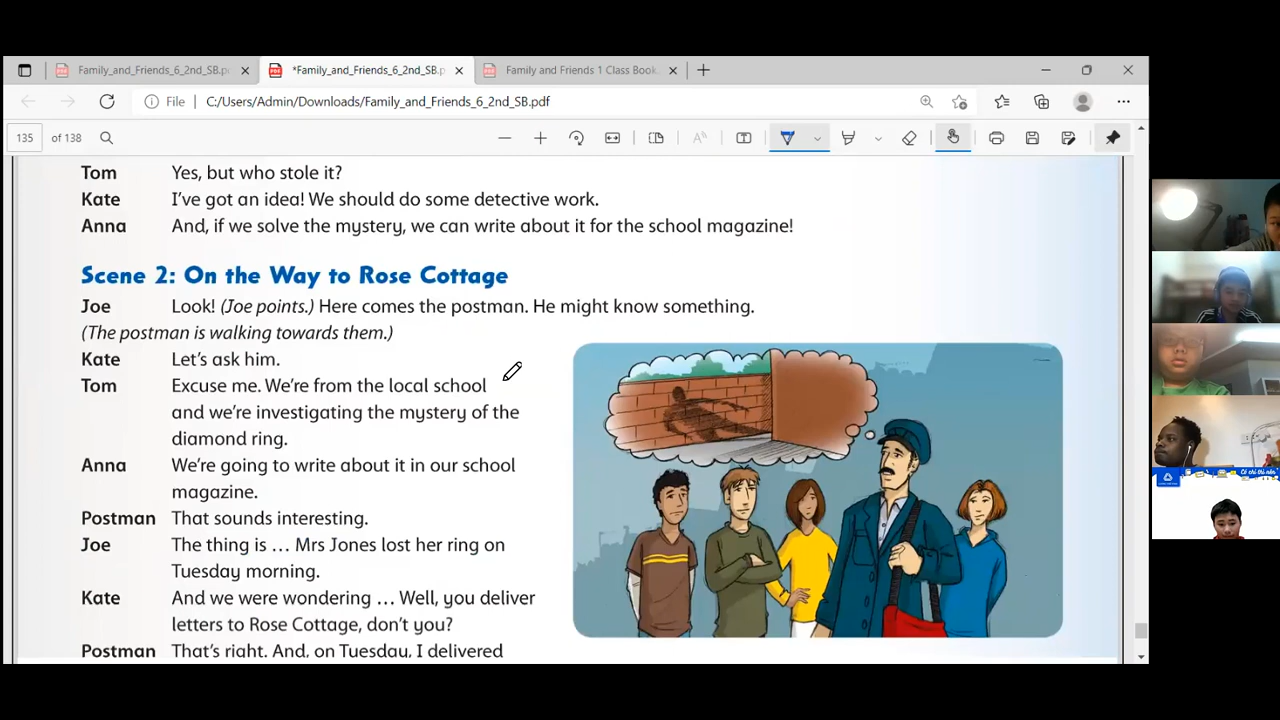 Family_and_Friends_6_2nd_SB.p
*Family_and_Friends_6_2nd_SB.p
Family and Friends 1 Class Book.
File C:/Users/Admin/Downloads/Family_and_Friends_6_2nd_SB.pdf
135 of 138
Tom Yes, but who stole it?
Kate I've got an idea! We should do some detective work.
Anna And, if we solve the mystery, we can write about it for the school magazine!
Scene 2: On the Way to Rose Cottage
Joe Look! (Joe points.) Here comes the postman. He might know something.
(The postman is walking towards them.)
Kate Let's ask him.
Tom Excuse me. We're from the local school
and we're investigating the mystery of the
diamond ring.
Anna We're going to write about it in our school
magazine.
Postman That sounds interesting.
Joe The thing is … Mrs Jones lost her ring on
Tuesday morning.
Kate And we were wondering … Well, you deliver
letters to Rose Cottage, don't you?
Postman That's right. And, on Tuesday, I delivered
Có chí thì nên